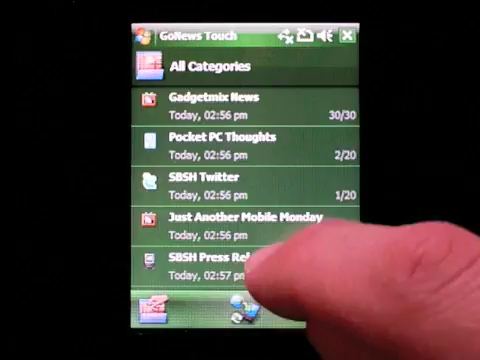 GoNews Touch
All Categories
Gadgetmix News
Today, 02:56 pm 30/30
Pocket PC Thoughts
Today, 02:56 pm 2/20
SBSH Twitter
Today, 02:56 pm 1/20
Just Another Mobile Monday
Today, 02:56 pm
SBSH Press
Today, 02:57 pm